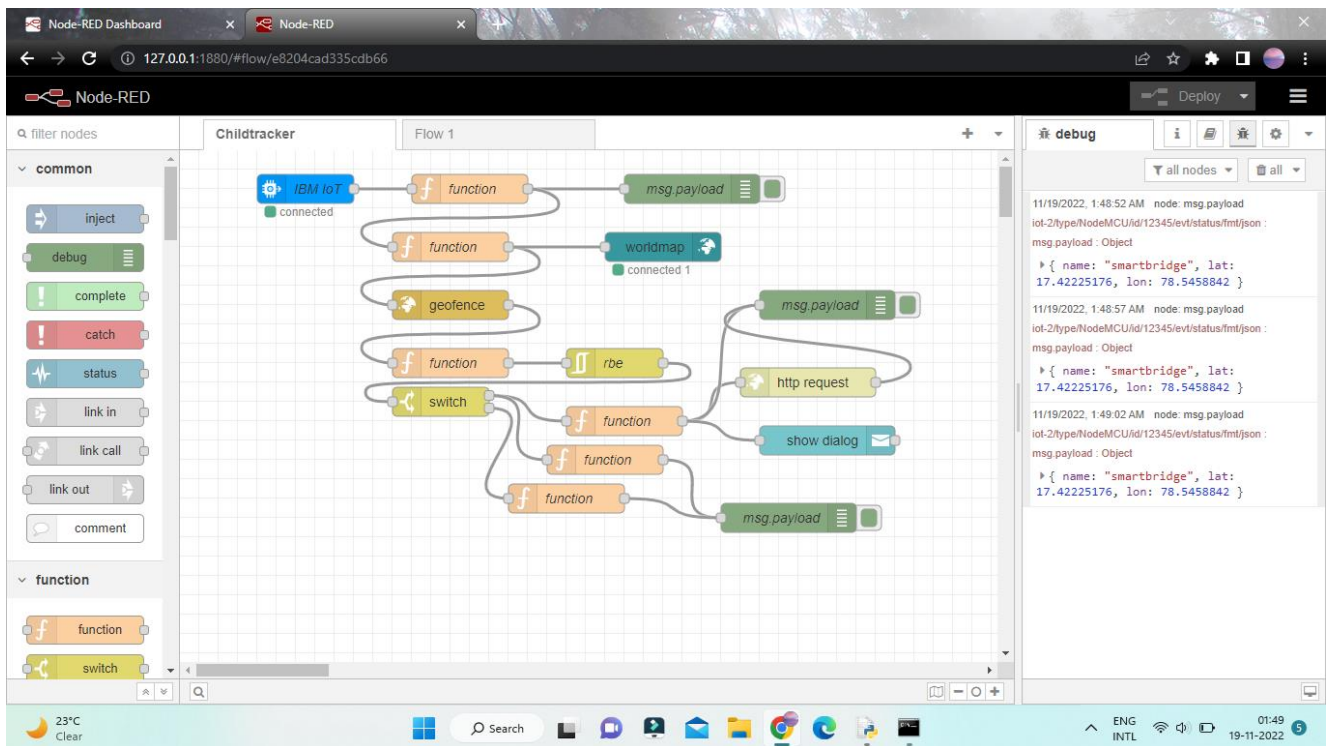 Node-RED Dashboard
Node-RED
127.0.0.1:1880/#flow/e8204cad335cdb66
Node-RED
Deploy
filter nodes
Childtracker
Flow 1
debug
i
all nodes
all
common
inject
debug
complete
catch
status
link in
link call
link out
comment
function
function
switch
IBM IoT
connected
function
msg.payload
function
worldmap
connected 1
geofence
msg.payload
function
rbe
http request
switch
function
show dialog
function
function
msg.payload
11/19/2022, 1:48:52 AM node: msg.payload
iot-2/type/NodeMCU/id/12345/evt/status/fmt/json :
msg.payload : Object
{ name: "smartbridge", lat:
17.42225176, lon: 78.5458842 }
11/19/2022, 1:48:57 AM node: msg.payload
iot-2/type/NodeMCU/id/12345/evt/status/fmt/json :
msg.payload : Object
{ name: "smartbridge", lat:
17.42225176, lon: 78.5458842 }
11/19/2022, 1:49:02 AM node: msg.payload
iot-2/type/NodeMCU/id/12345/evt/status/fmt/json :
msg.payload : Object
{ name: "smartbridge", lat:
17.42225176, lon: 78.5458842 }
23°C
Clear
Search
ENG
INTL
01:49
19-11-2022
5